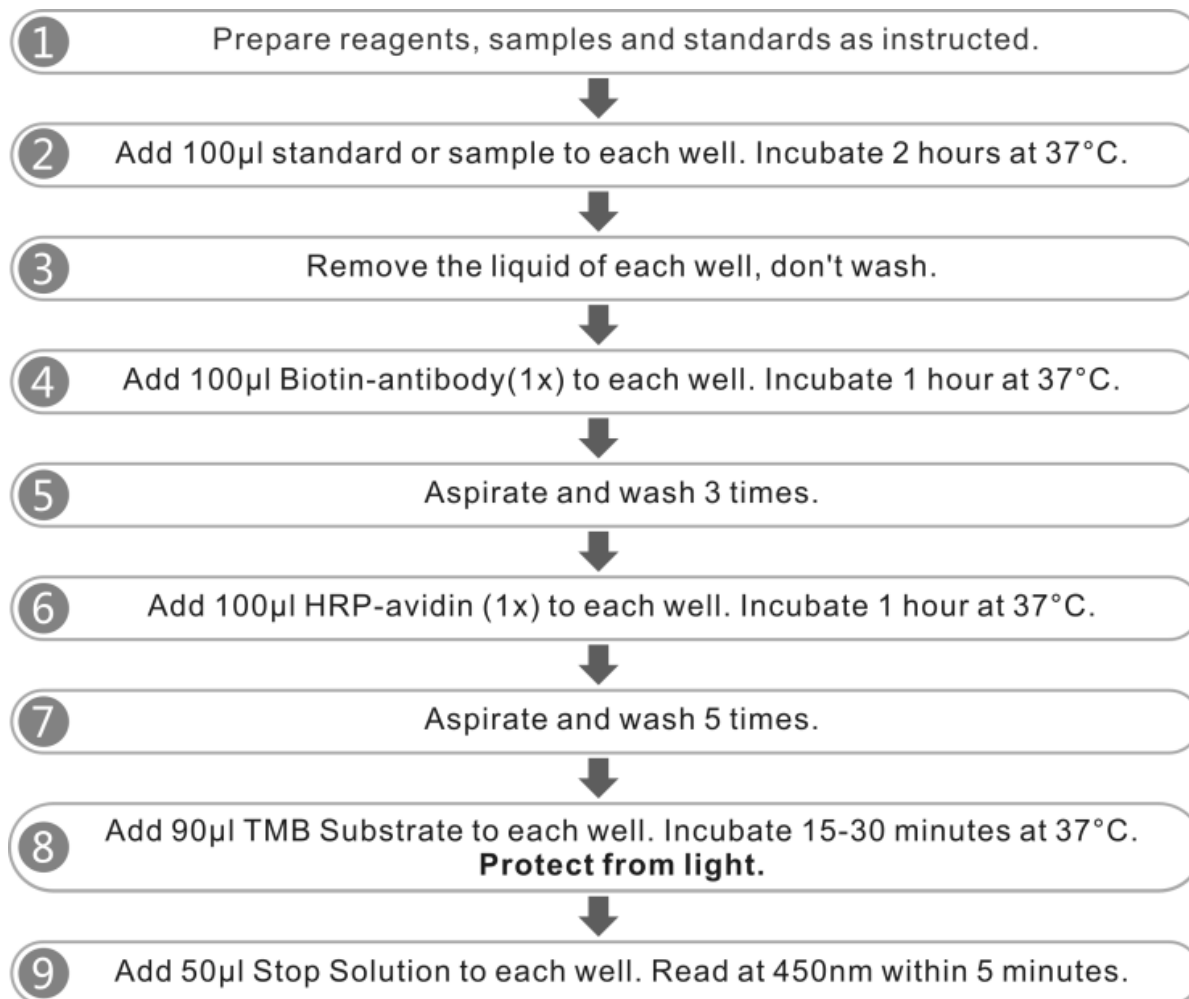 1 Prepare reagents, samples and standards as instructed.
2 Add 100µl standard or sample to each well. Incubate 2 hours at 37°C.
3 Remove the liquid of each well, don't wash.
4 Add 100µl Biotin-antibody(1x) to each well. Incubate 1 hour at 37°C.
5 Aspirate and wash 3 times.
6 Add 100µl HRP-avidin (1x) to each well. Incubate 1 hour at 37°C.
7 Aspirate and wash 5 times.
8 Add 90µl TMB Substrate to each well. Incubate 15-30 minutes at 37°C.
Protect from light.
9 Add 50µl Stop Solution to each well. Read at 450nm within 5 minutes.